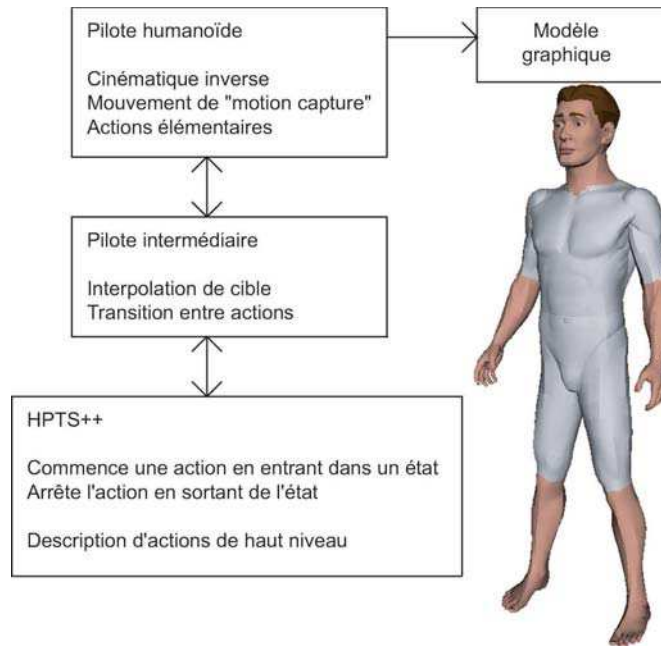 Pilote humanoïde
Cinématique inverse
Mouvement de "motion capture"
Actions élémentaires
Modèle
graphique
Pilote intermédiaire
Interpolation de cible
Transition entre actions
HPTS++
Commence une action en entrant dans un état
Arrête l'action en sortant de l'état
Description d'actions de haut niveau